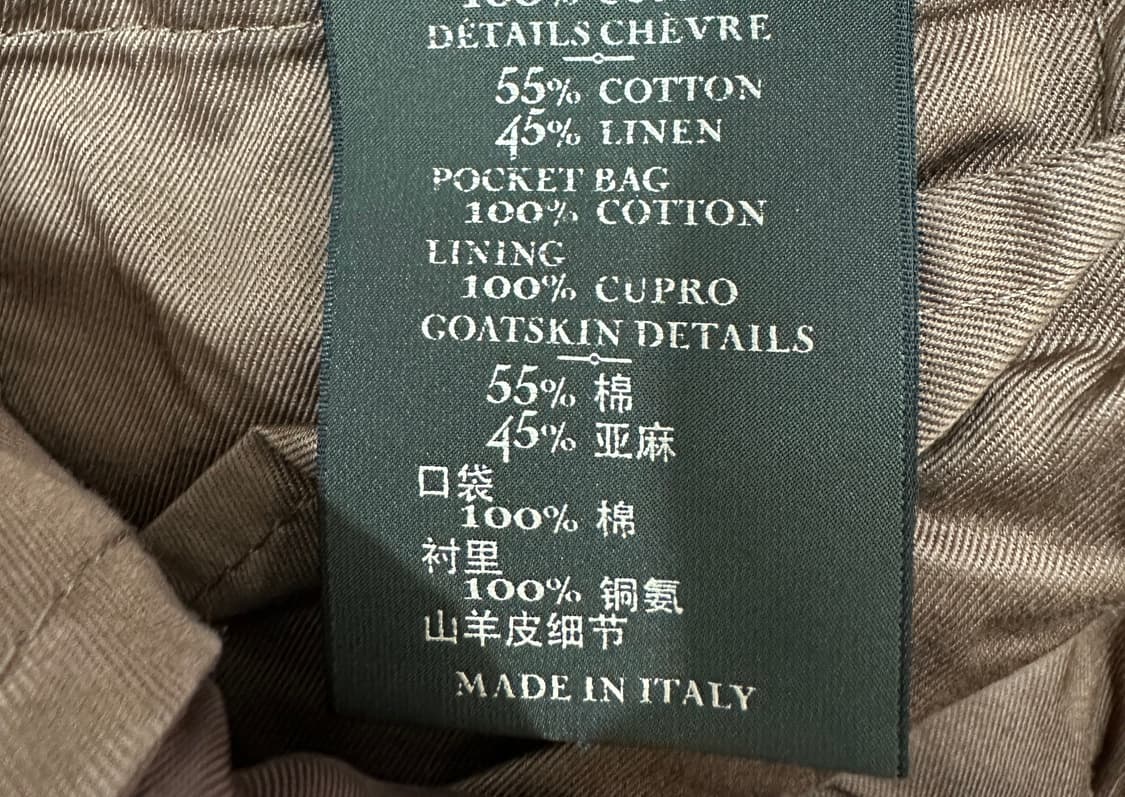 DÉTAILS CHÈVRE
55% COTTON
45% LINEN
POCKET BAG
100% COTTON
LINING
100% CUPRO
GOATSKIN DETAILS
55% 棉
45% 亚麻
口袋
100% 棉
衬里
100% 铜氨
山羊皮细节
MADE IN ITALY